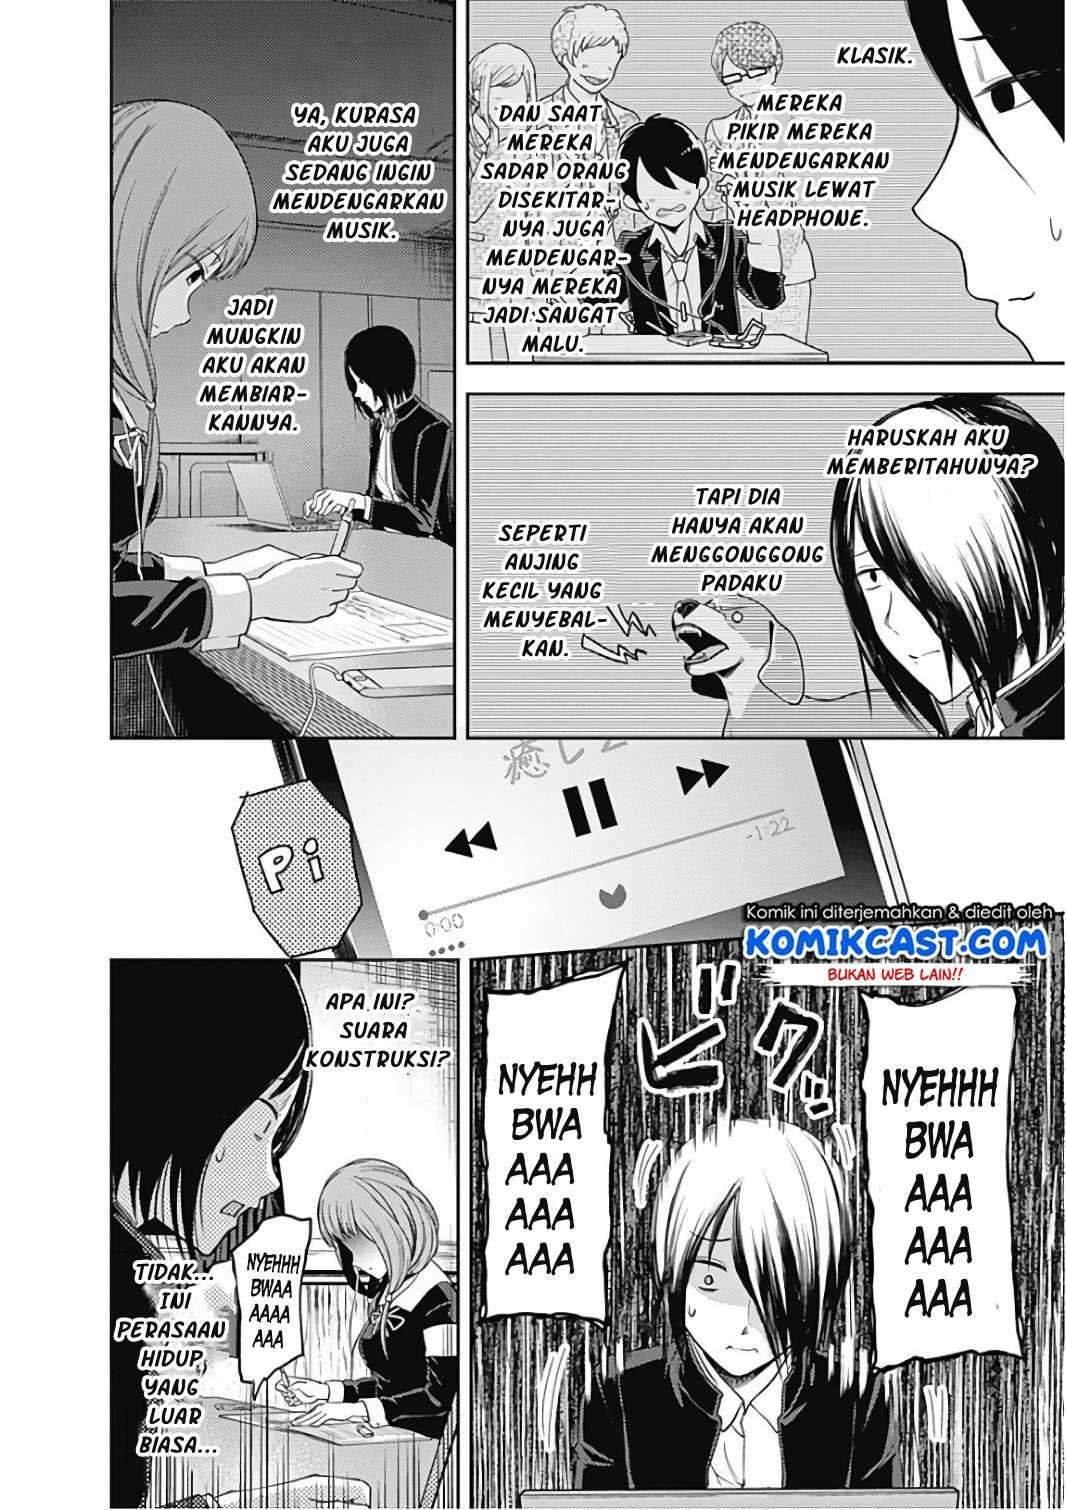 KLASIK.
MEREKA
PIKIR MEREKA
MENDENGARKAN
MUSIK LEWAT
HEADPHONE.
DAN SAAT
MEREKA
SADAR ORANG
DISEKITAR-
NYA JUGA
MENDENGAR-
NYA MEREKA
JADI SANGAT
MALU.
HARUSKAH AKU
MEMBERITAHUNYA?
TAPI DIA
HANYA AKAN
MENGGONGGONG
PADAKU
SEPERTI
ANJING
KECIL YANG
MENYEBAL-
KAN.
YA, KURASA
AKU JUGA
SEDANG INGIN
MENDENGARKAN
MUSIK.
JADI
MUNGKIN
AKU AKAN
MEMBIAR-
KANNYA.
癒し
-1:22
0:00
Pi
Komik ini diterjemahkan & diedit oleh
KOMIKCAST.COM
BUKAN WEB LAIN!!
ビクッ
NYEHHH
BWA
AAA
AAA
AAA
NYEHH
BWA
AAA
AAA
AAA
APA INI?
SUARA
KONSTRUKSI?
NYEHHH
BWAA
AAAA
AAA
TIDAK...
INI
PERASAAN
HIDUP
YANG
LUAR
BIASA...